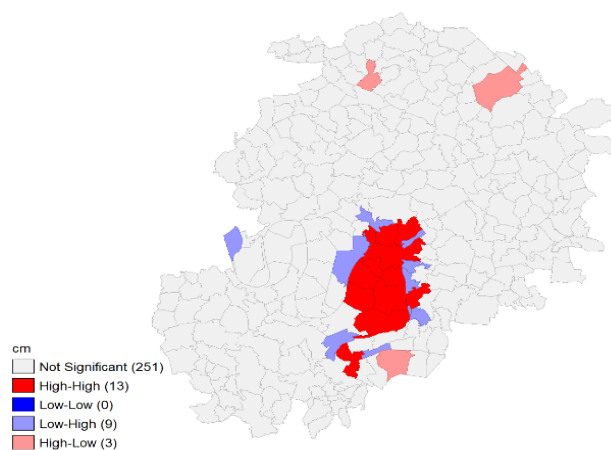 cm
Not Significant (251)
High-High (13)
Low-Low (0)
Low-High (9)
High-Low (3)